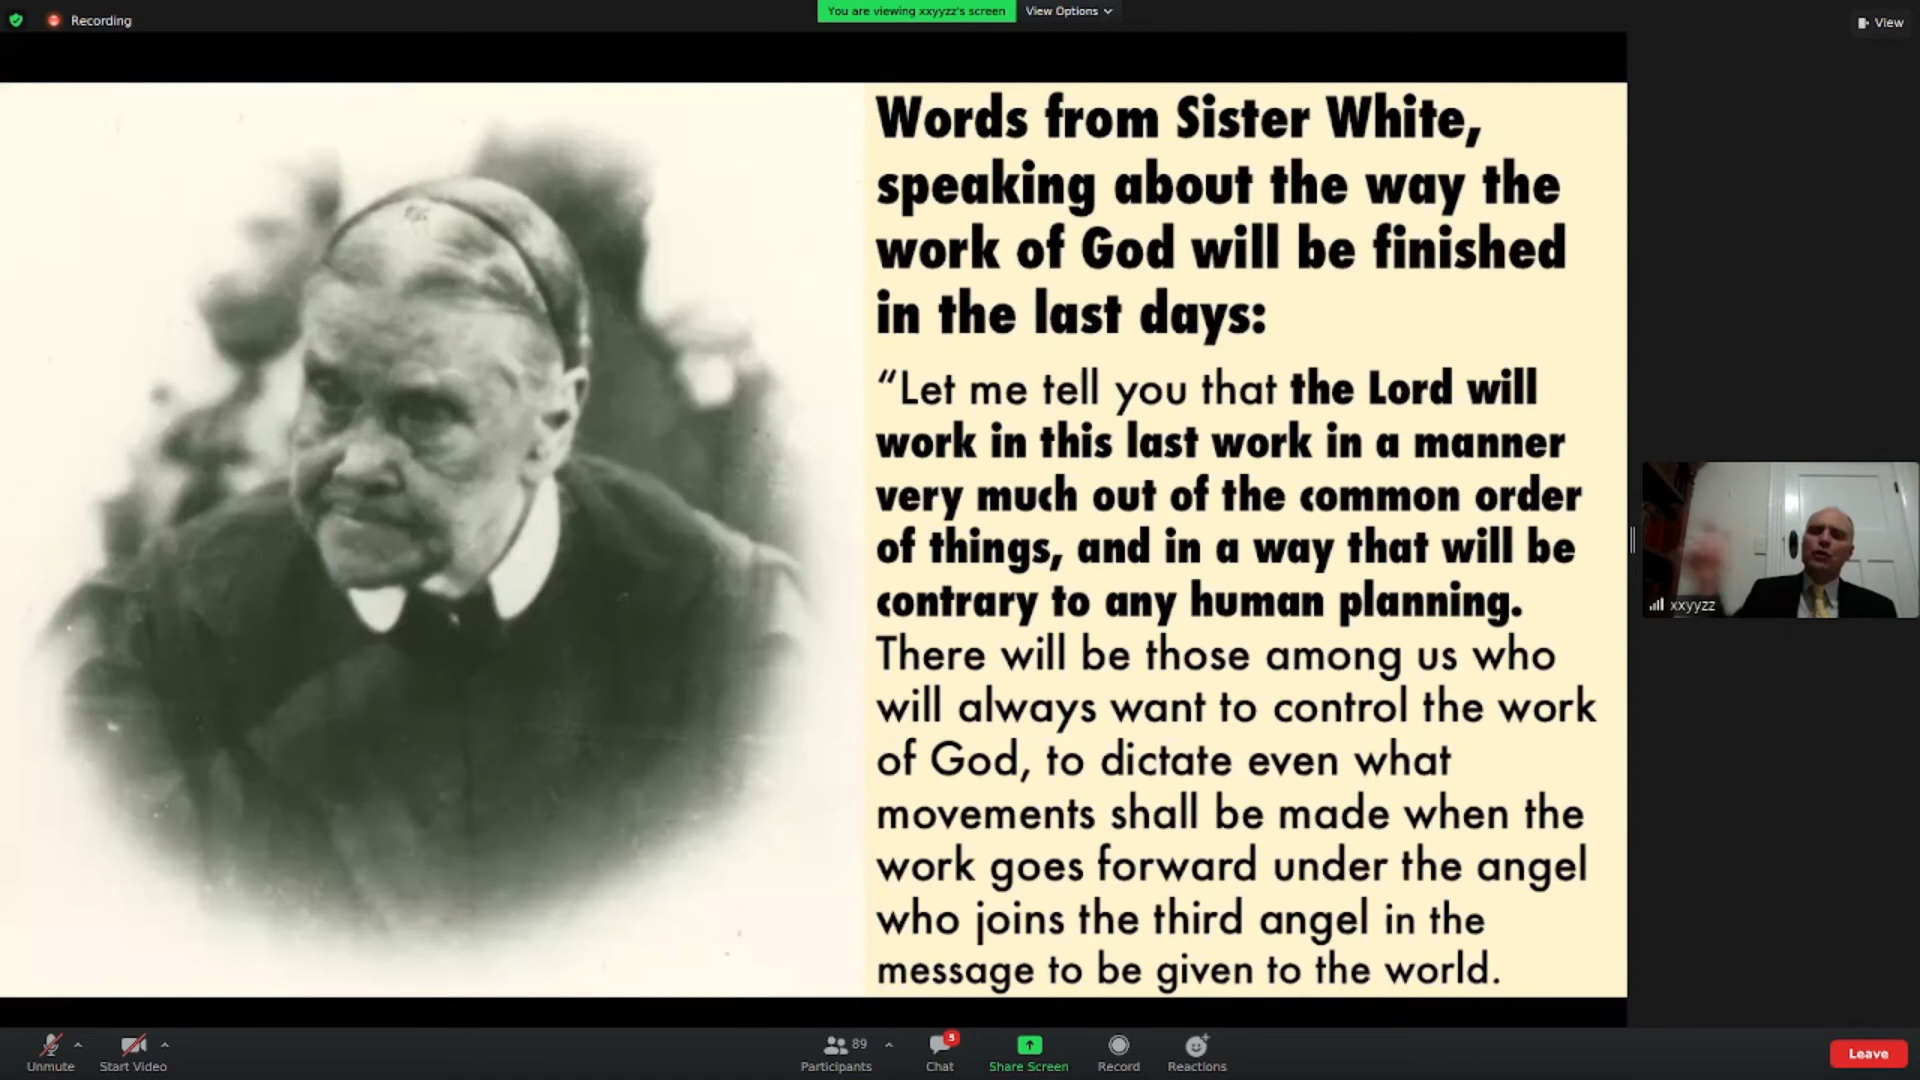 Recording
You are viewing xxyyzz's screen
View Options
View
Words from Sister White,
speaking about the way the
work of God will be finished
in the last days:
“Let me tell you that the Lord will
work in this last work in a manner
very much out of the common order
of things, and in a way that will be
contrary to any human planning.
There will be those among us who
will always want to control the work
of God, to dictate even what
movements shall be made when the
work goes forward under the angel
who joins the third angel in the
message to be given to the world.
xxyyzz
Unmute
Start Video
89
Participants
5
Chat
Share Screen
Record
Reactions
Leave